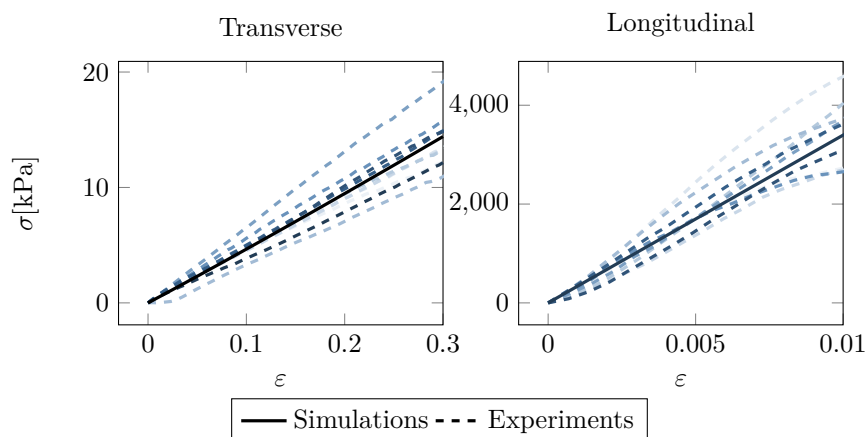 Transverse
Longitudinal
σ[kPa]
20
10
0
0
0.1
0.2
0.3
ε
4,000
2,000
0
0
0.005
0.01
ε
Simulations
Experiments